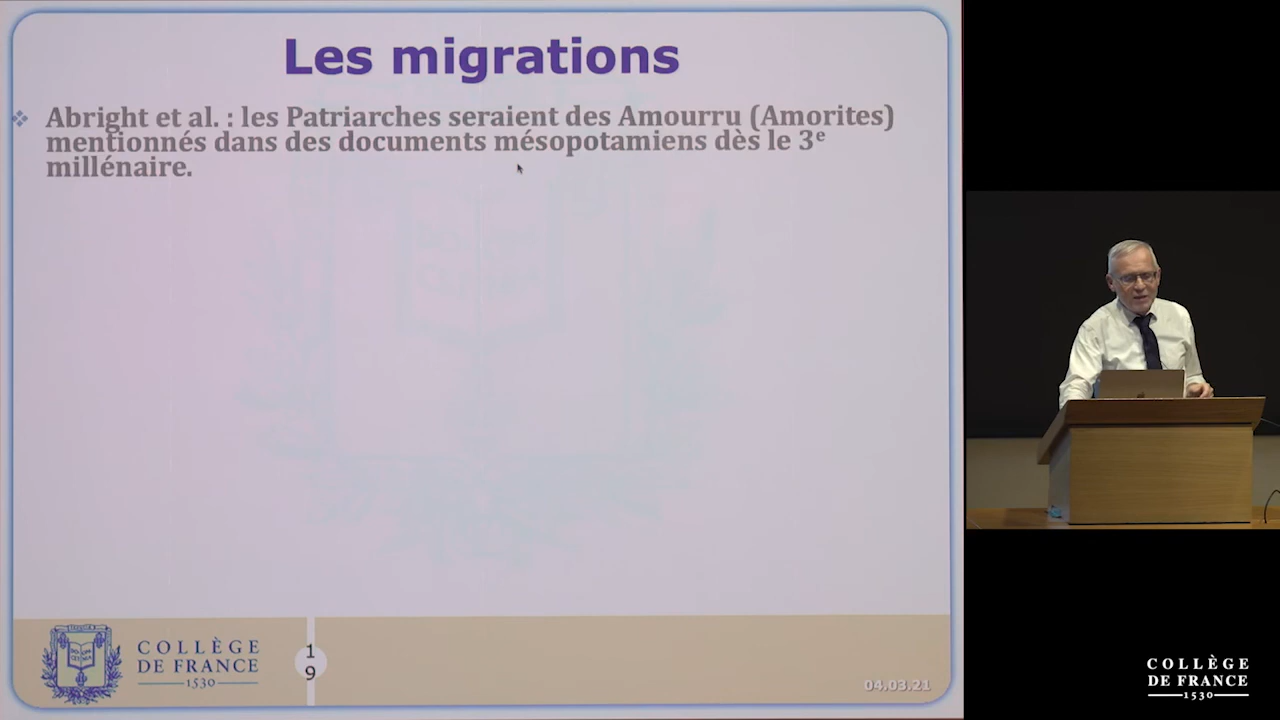 Les migrations
❖ Abright et al. : les Patriarches seraient des Amourru (Amorites)
mentionnés dans des documents mésopotamiens dès le 3e
millénaire.
COLLÈGE
DE FRANCE
1530
1
9
04.03.21
COLLÈGE
DE FRANCE
1530